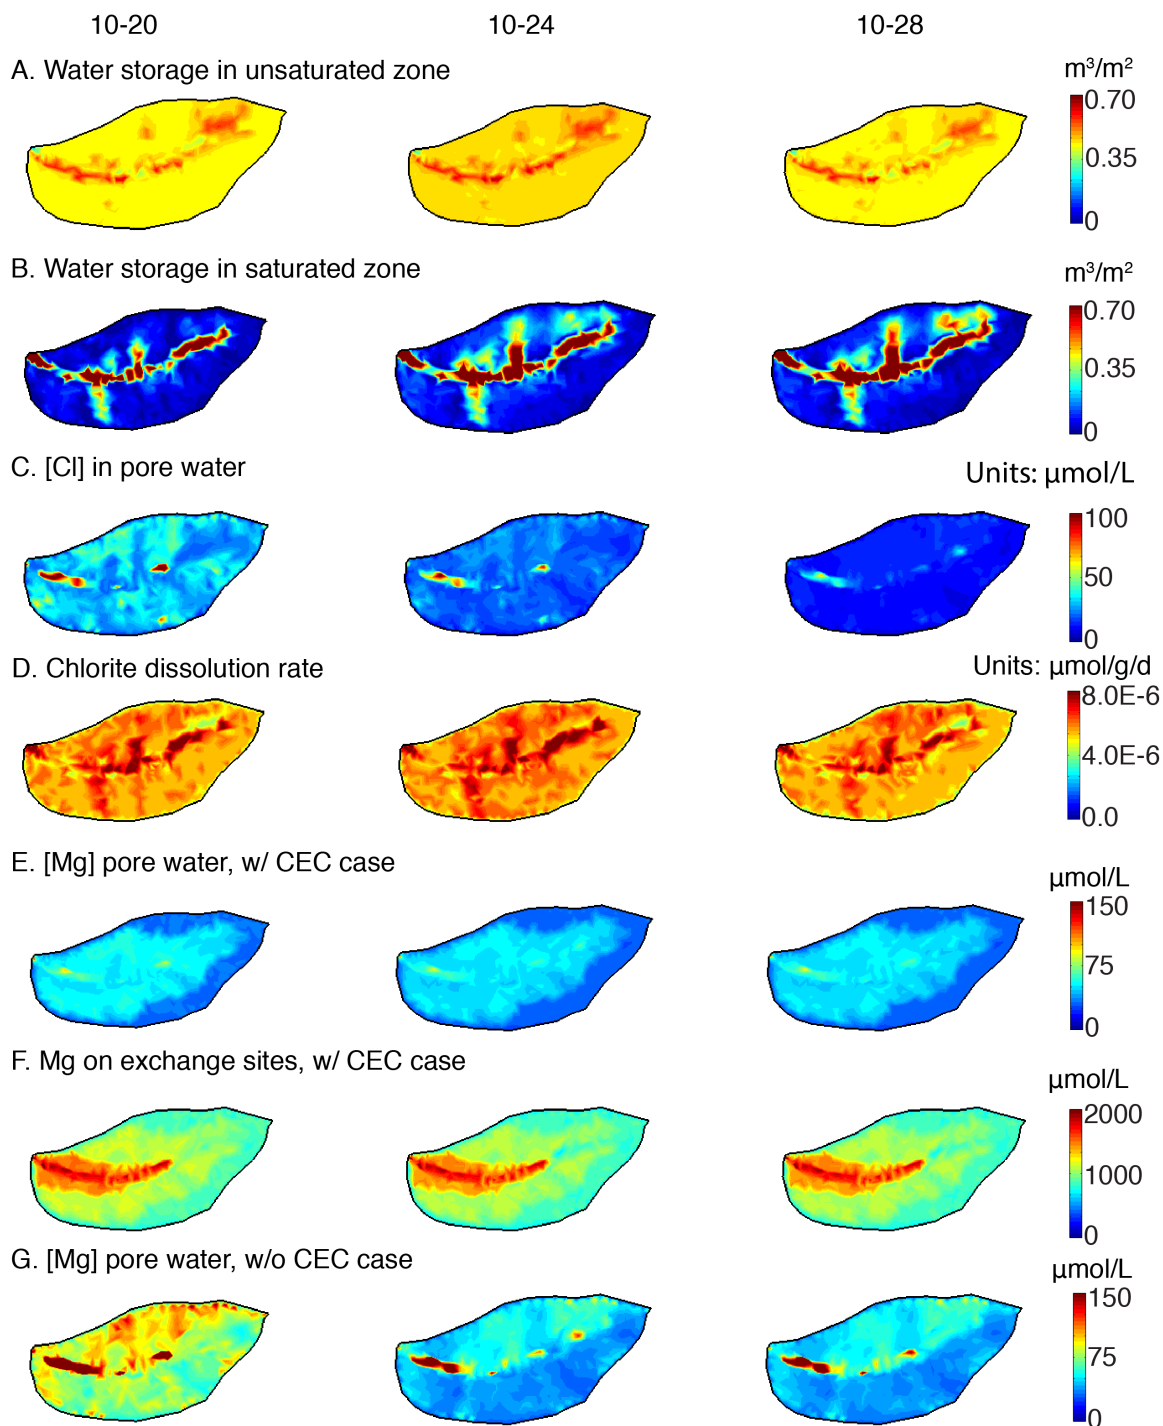 10-20 10-24 10-28
A. Water storage in unsaturated zone
m³/m²
0.70
0.35
0
B. Water storage in saturated zone
m³/m²
0.70
0.35
0
C. [Cl] in pore water
Units: µmol/L
100
50
0
D. Chlorite dissolution rate
Units: µmol/g/d
8.0E-6
4.0E-6
0.0
E. [Mg] pore water, w/ CEC case
µmol/L
150
75
0
F. Mg on exchange sites, w/ CEC case
µmol/L
2000
1000
0
G. [Mg] pore water, w/o CEC case
µmol/L
150
75
0